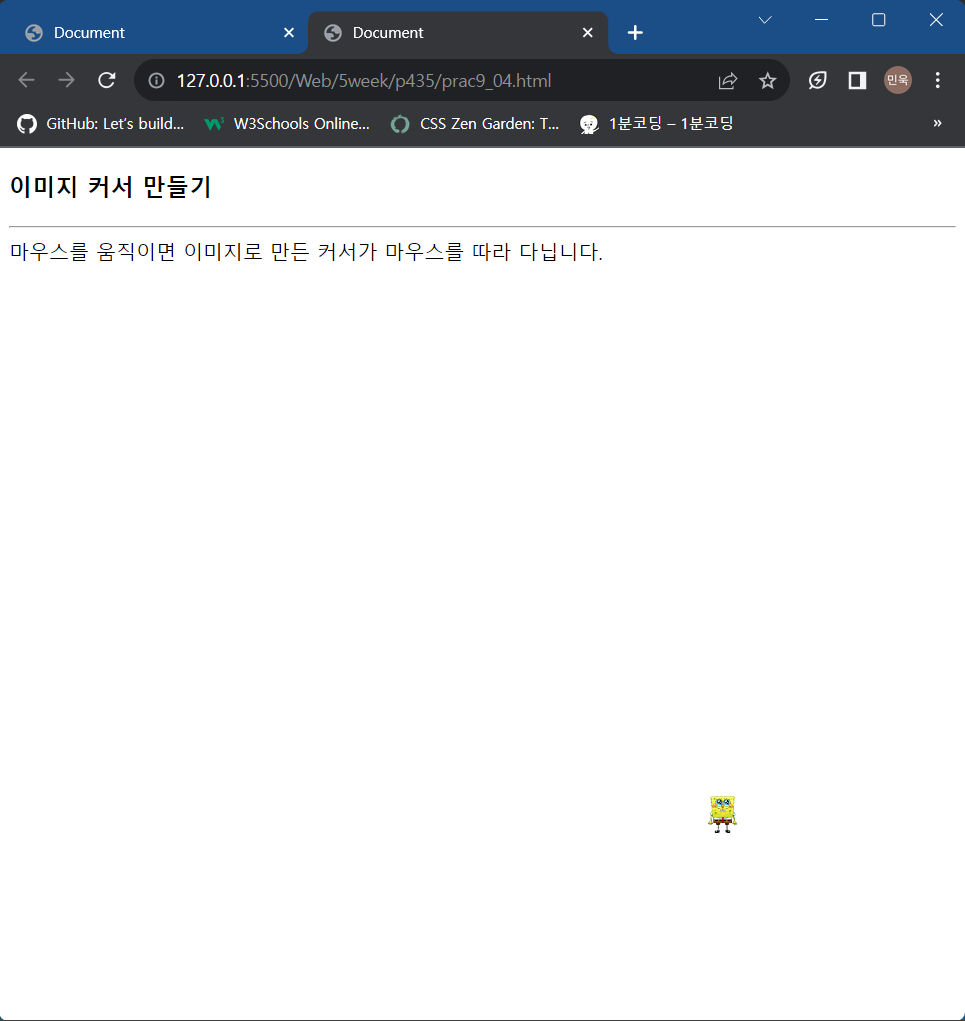 Document
Document
127.0.0.1:5500/Web/5week/p435/prac9_04.html
민욱
GitHub: Let's build...
W3Schools Online...
CSS Zen Garden: T...
1분코딩 – 1분코딩
»
이미지 커서 만들기
마우스를 움직이면 이미지로 만든 커서가 마우스를 따라 다닙니다.